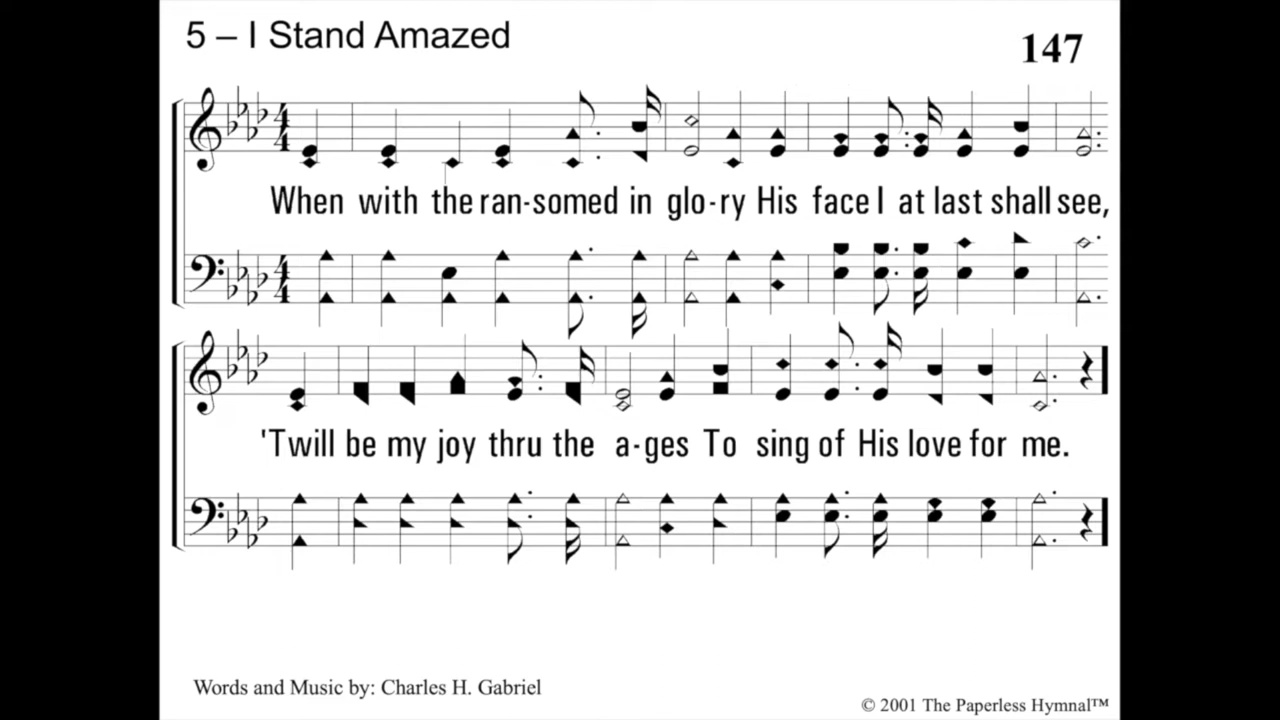 5 – I Stand Amazed
147
When with the ran-somed in glo-ry His face I at last shall see,
'Twill be my joy thru the a-ges To sing of His love for me.
Words and Music by: Charles H. Gabriel
© 2001 The Paperless Hymnal™